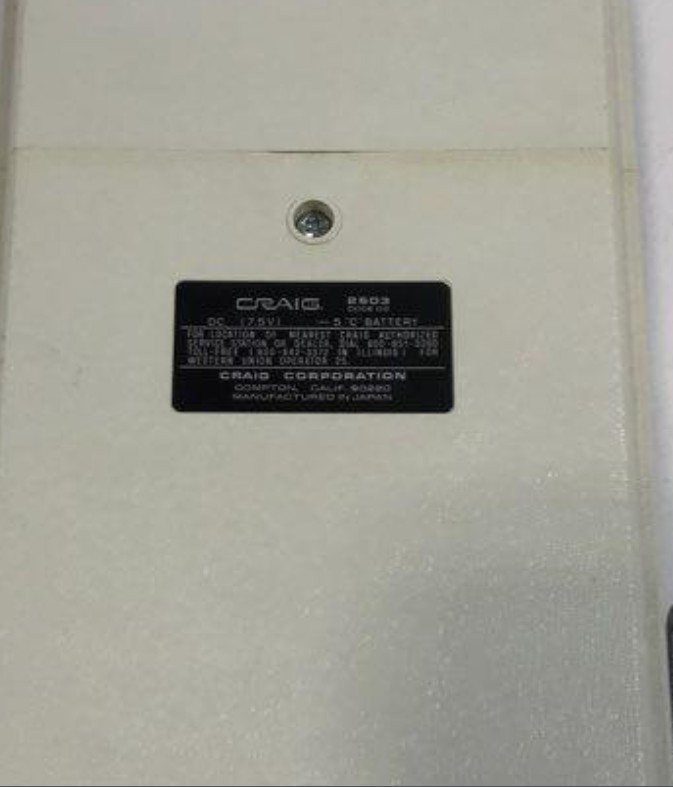 CRAIG 2603
DC (7.5V) 5 "C" BATTERY
FOR LOCATION OF NEAREST CRAIG AUTHORIZED
SERVICE STATION OR DEALER, DIAL
TOLL-FREE IN ILLINOIS) FOR
WESTERN UNION OPERATOR 25.
CRAIG CORPORATION
COMPTON, CALIF. 90220
MANUFACTURED IN JAPAN